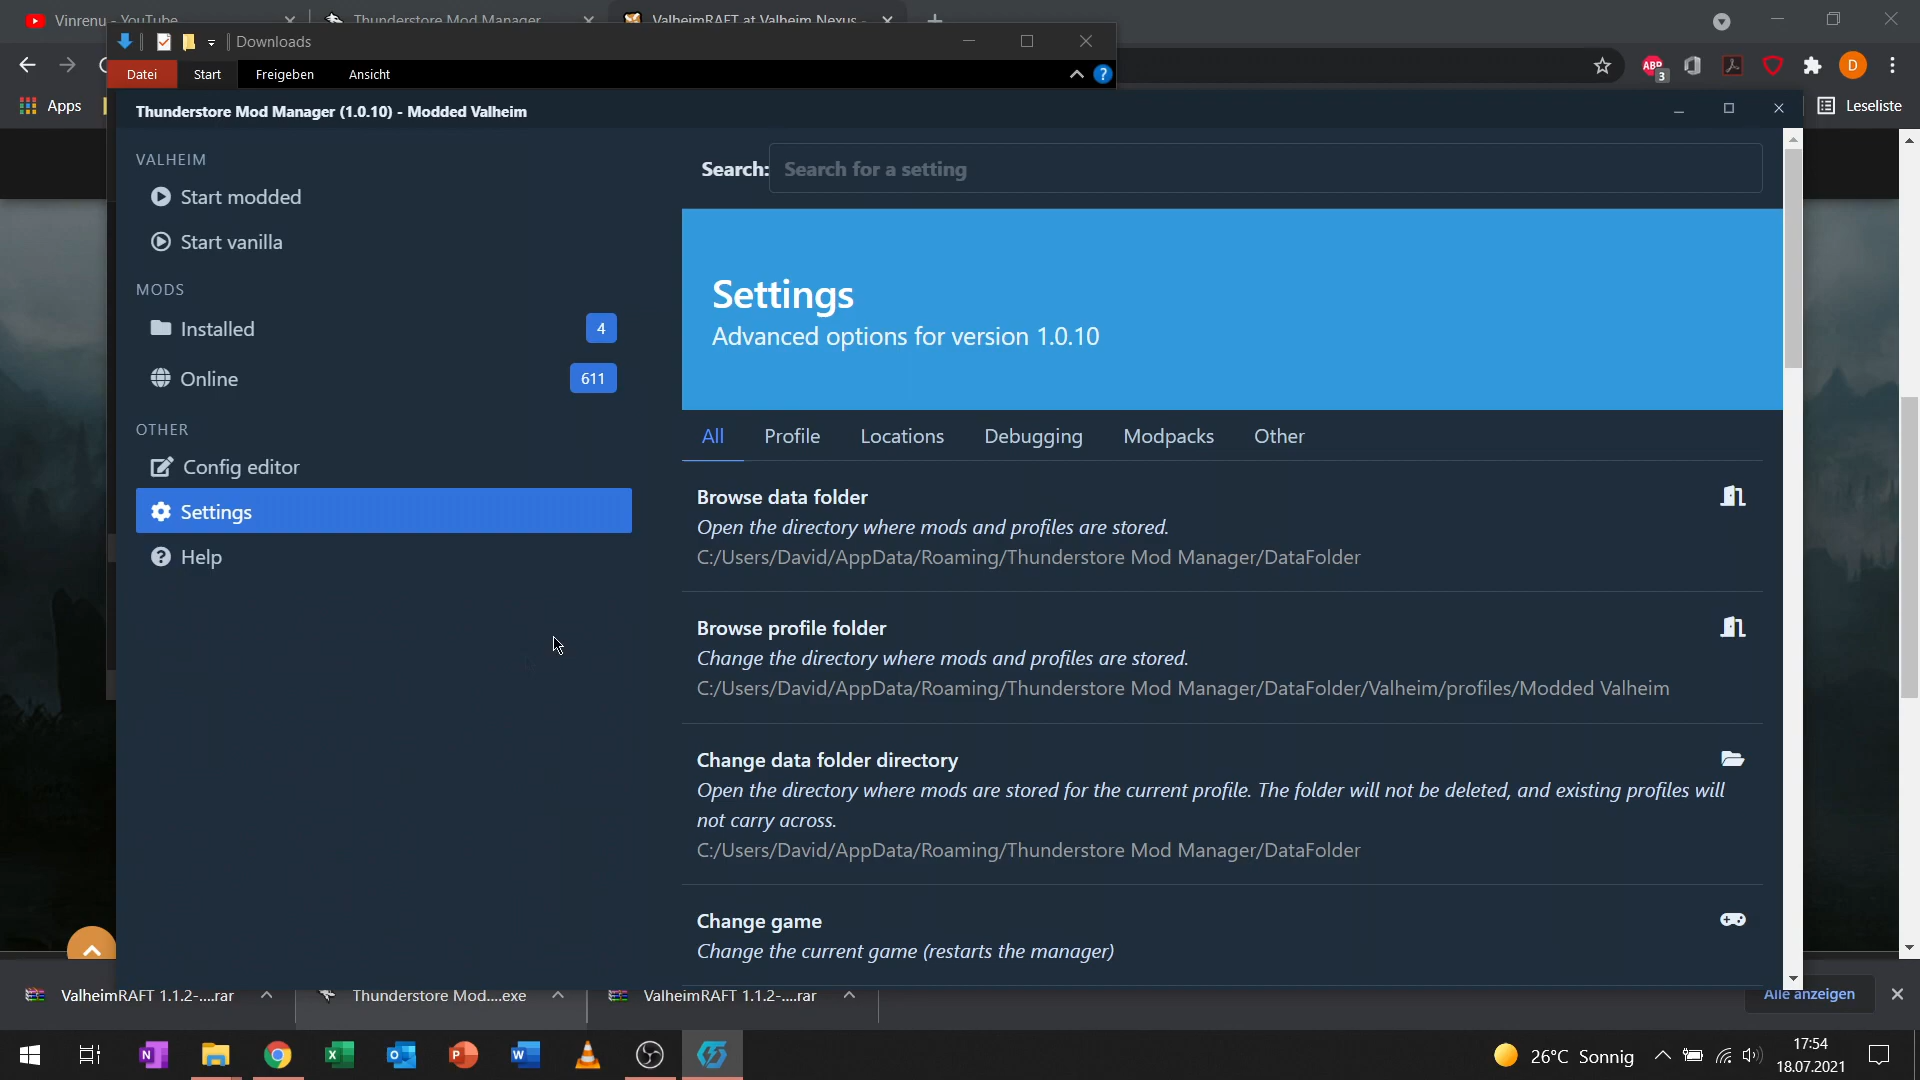 Vinrenu - YouTube
Thunderstore Mod Manager
ValheimRAFT at Valheim Nexus -
Downloads
Datei Start Freigeben Ansicht
ABP 3
D
Apps
Leseliste
Thunderstore Mod Manager (1.0.10) - Modded Valheim
VALHEIM
Start modded
Start vanilla
MODS
Installed 4
Online 611
OTHER
Config editor
Settings
Help
Search: Search for a setting
Settings
Advanced options for version 1.0.10
All Profile Locations Debugging Modpacks Other
Browse data folder
Open the directory where mods and profiles are stored.
C:/Users/David/AppData/Roaming/Thunderstore Mod Manager/DataFolder
Browse profile folder
Change the directory where mods and profiles are stored.
C:/Users/David/AppData/Roaming/Thunderstore Mod Manager/DataFolder/Valheim/profiles/Modded Valheim
Change data folder directory
Open the directory where mods are stored for the current profile. The folder will not be deleted, and existing profiles will
not carry across.
C:/Users/David/AppData/Roaming/Thunderstore Mod Manager/DataFolder
Change game
Change the current game (restarts the manager)
ValheimRAFT 1.1.2-....rar
Thunderstore Mod....exe
ValheimRAFT 1.1.2-....rar
Alle anzeigen
26°C Sonnig
17:54
18.07.2021